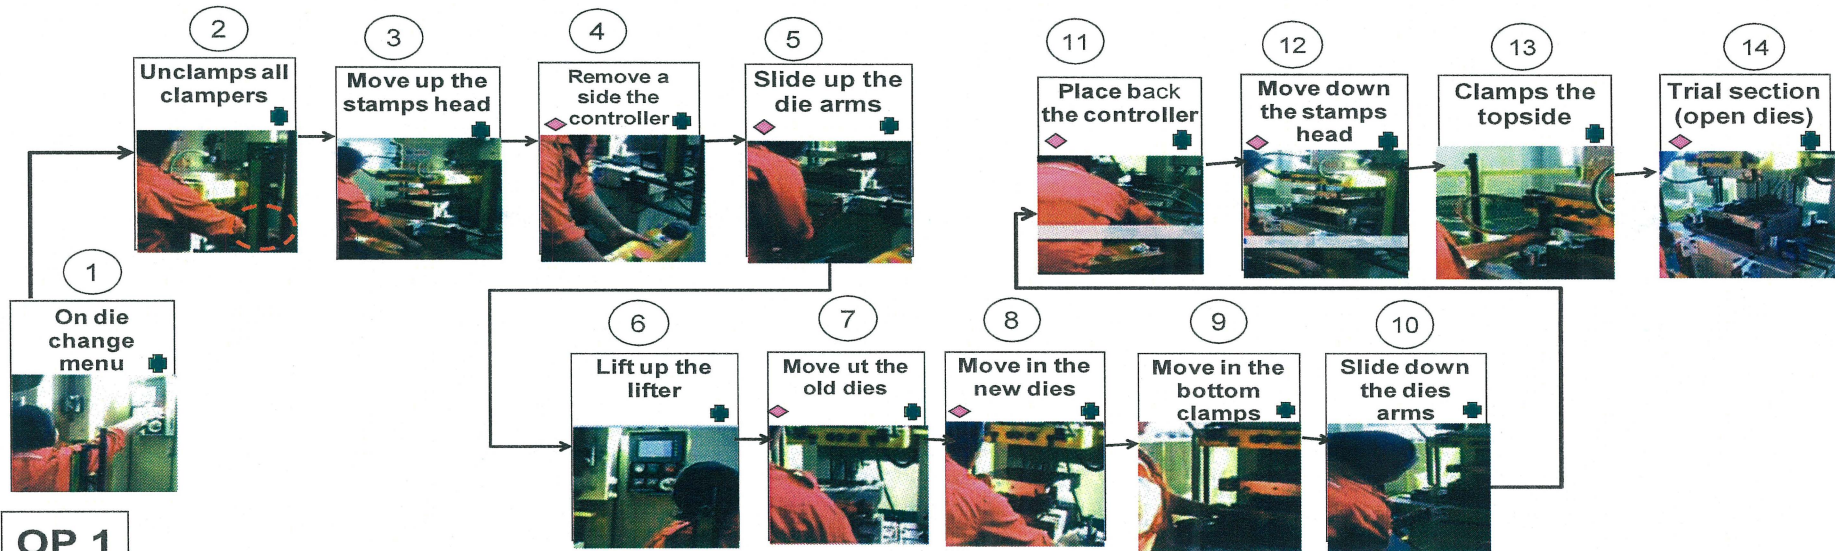 1
On die
change
menu
2
Unclamps all
clampers
3
Move up the
stamps head
4
Remove a
side the
controller
5
Slide up the
die arms
6
Lift up the
lifter
7
Move ut the
old dies
8
Move in the
new dies
9
Move in the
bottom
clamps
10
Slide down
the dies
arms
11
Place back
the controller
12
Move down
the stamps
head
13
Clamps the
topside
14
Trial section
(open dies)
OP 1